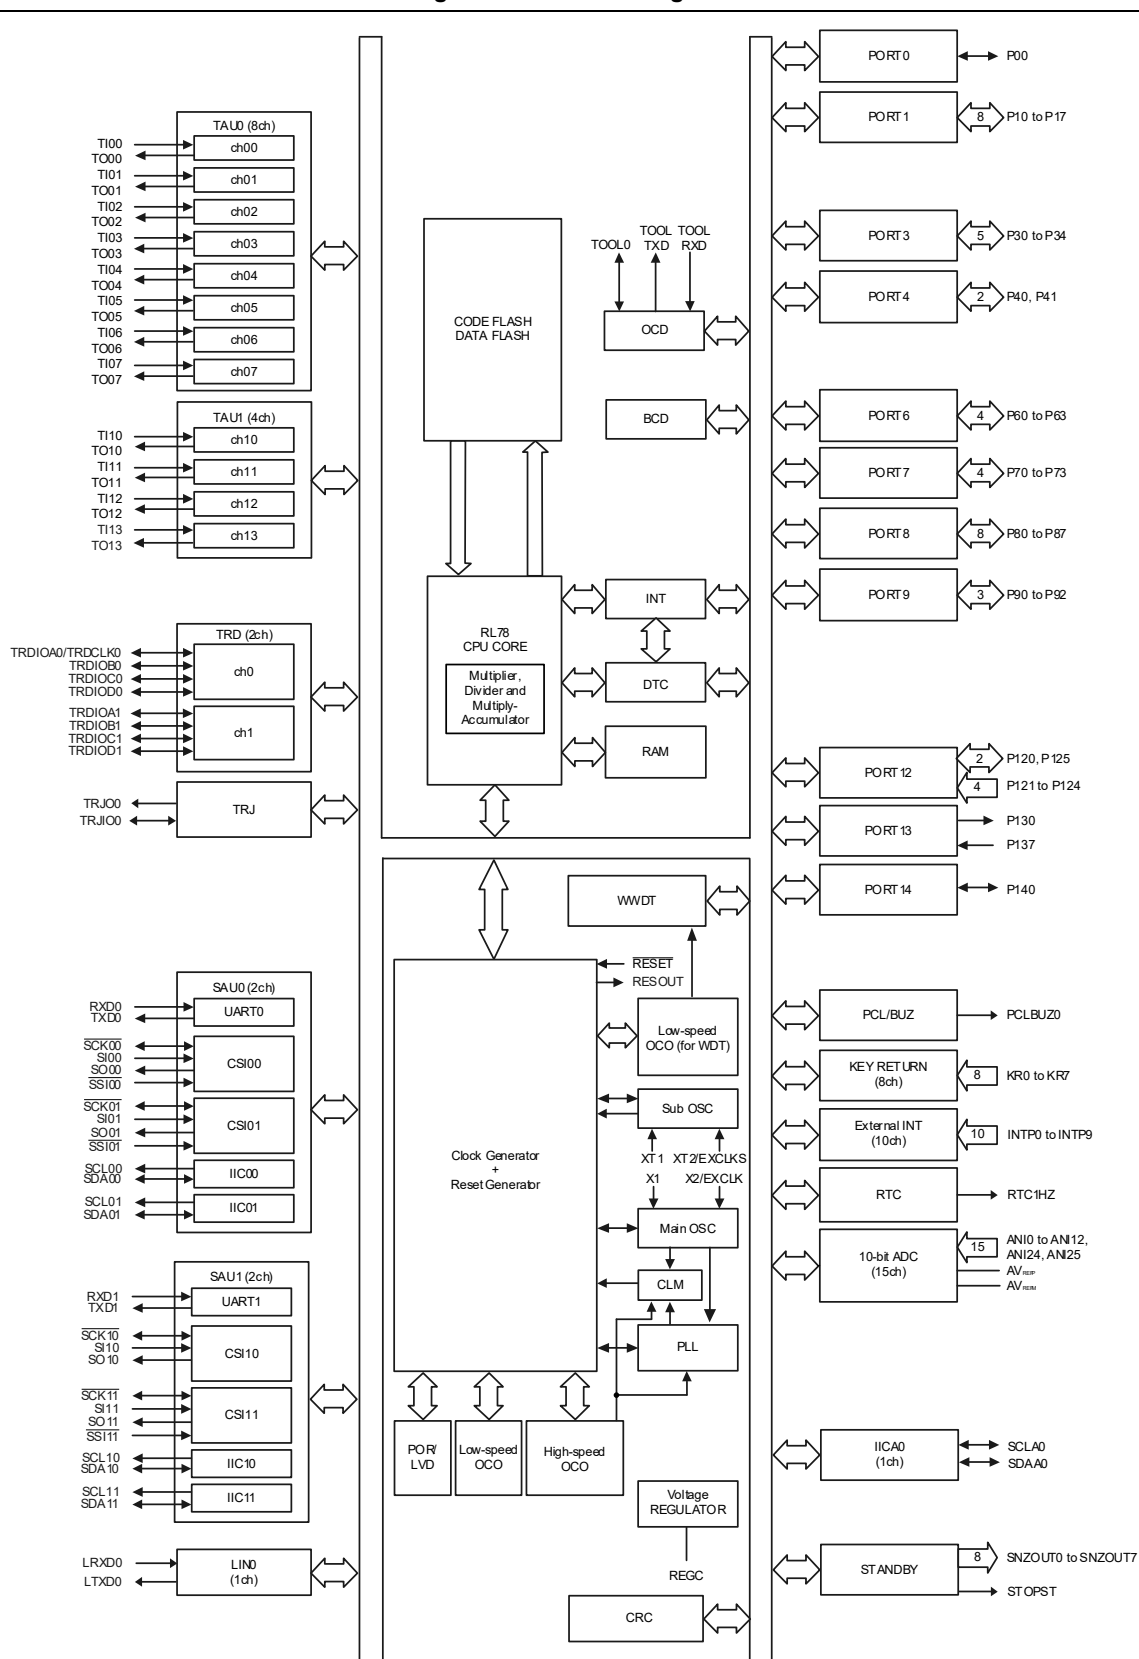 TAU0 (8ch)
TI00
TO00
ch00
TI01
TO01
ch01
TI02
TO02
ch02
TI03
TO03
ch03
TI04
TO04
ch04
TI05
TO05
ch05
TI06
TO06
ch06
TI07
TO07
ch07
TAU1 (4ch)
TI10
TO10
ch10
TI11
TO11
ch11
TI12
TO12
ch12
TI13
TO13
ch13
TRD (2ch)
TRDIOA0/TRDCLK0
TRDIOB0
TRDIOC0
TRDIOD0
ch0
TRDIOA1
TRDIOB1
TRDIOC1
TRDIOD1
ch1
TRJO0
TRJIO0
TRJ
SAU0 (2ch)
RXD0
TXD0
UART0
SCK00
SI00
SO00
SSI00
CSI00
SCK01
SI01
SO01
SSI01
CSI01
SCL00
SDA00
IIC00
SCL01
SDA01
IIC01
SAU1 (2ch)
RXD1
TXD1
UART1
SCK10
SI10
SO10
CSI10
SCK11
SI11
SO11
SSI11
CSI11
SCL10
SDA10
IIC10
SCL11
SDA11
IIC11
LRXD0
LTXD0
LIN0
(1ch)
CODE FLASH
DATA FLASH
TOOL0
TOOL
TXD
TOOL
RXD
OCD
BCD
RL78
CPU CORE
Multiplier,
Divider and
Multiply-
Accumulator
INT
DTC
RAM
WWDT
RESET
RESOUT
Low-speed
OCO (for WDT)
Sub OSC
XT1
XT2/EXCLKS
X1
X2/EXCLK
Main OSC
CLM
PLL
Clock Generator
+
Reset Generator
POR/
LVD
Low-speed
OCO
High-speed
OCO
Voltage
REGULATOR
REGC
CRC
PORT0
P00
PORT1
8
P10 to P17
PORT3
5
P30 to P34
PORT4
2
P40, P41
PORT6
4
P60 to P63
PORT7
4
P70 to P73
PORT8
8
P80 to P87
PORT9
3
P90 to P92
PORT12
2
P120, P125
4
P121 to P124
PORT13
P130
P137
PORT14
P140
PCL/BUZ
PCLBUZ0
KEY RETURN
(8ch)
8
KR0 to KR7
External INT
(10ch)
10
INTP0 to INTP9
RTC
RTC1HZ
10-bit ADC
(15ch)
15
ANI0 to ANI12,
ANI24, ANI25
AVREFP
AVREFM
IICA0
(1ch)
SCLA0
SDAA0
STANDBY
8
SNZOUT0 to SNZOUT7
STOPST